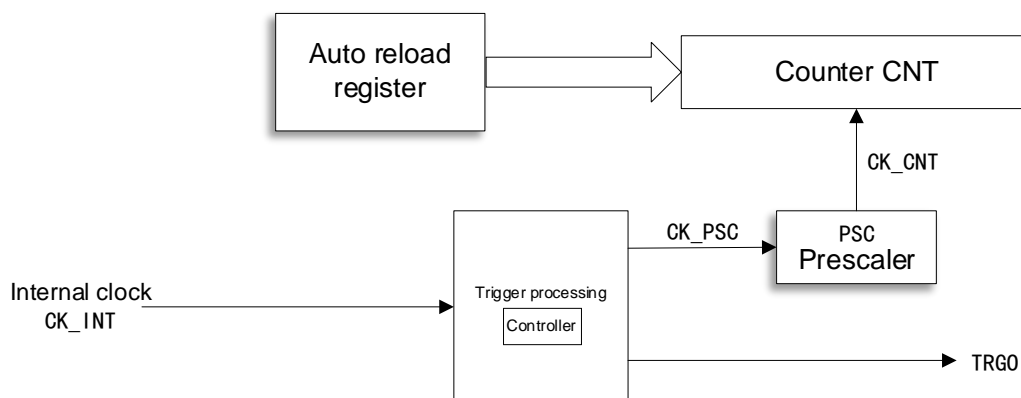 Auto reload
register
Counter CNT
CK_CNT
CK_PSC
PSC
Prescaler
Internal clock
CK_INT
Trigger processing
Controller
TRGO